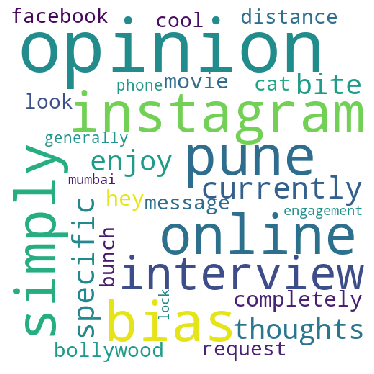 facebook cool distance
opinion
phone movie cat bite
look instagram
generally
enjoy pune
mumbai currently
hey message engagement
simply specific bunch online
lock interview
bias completely
thoughts
bollywood request